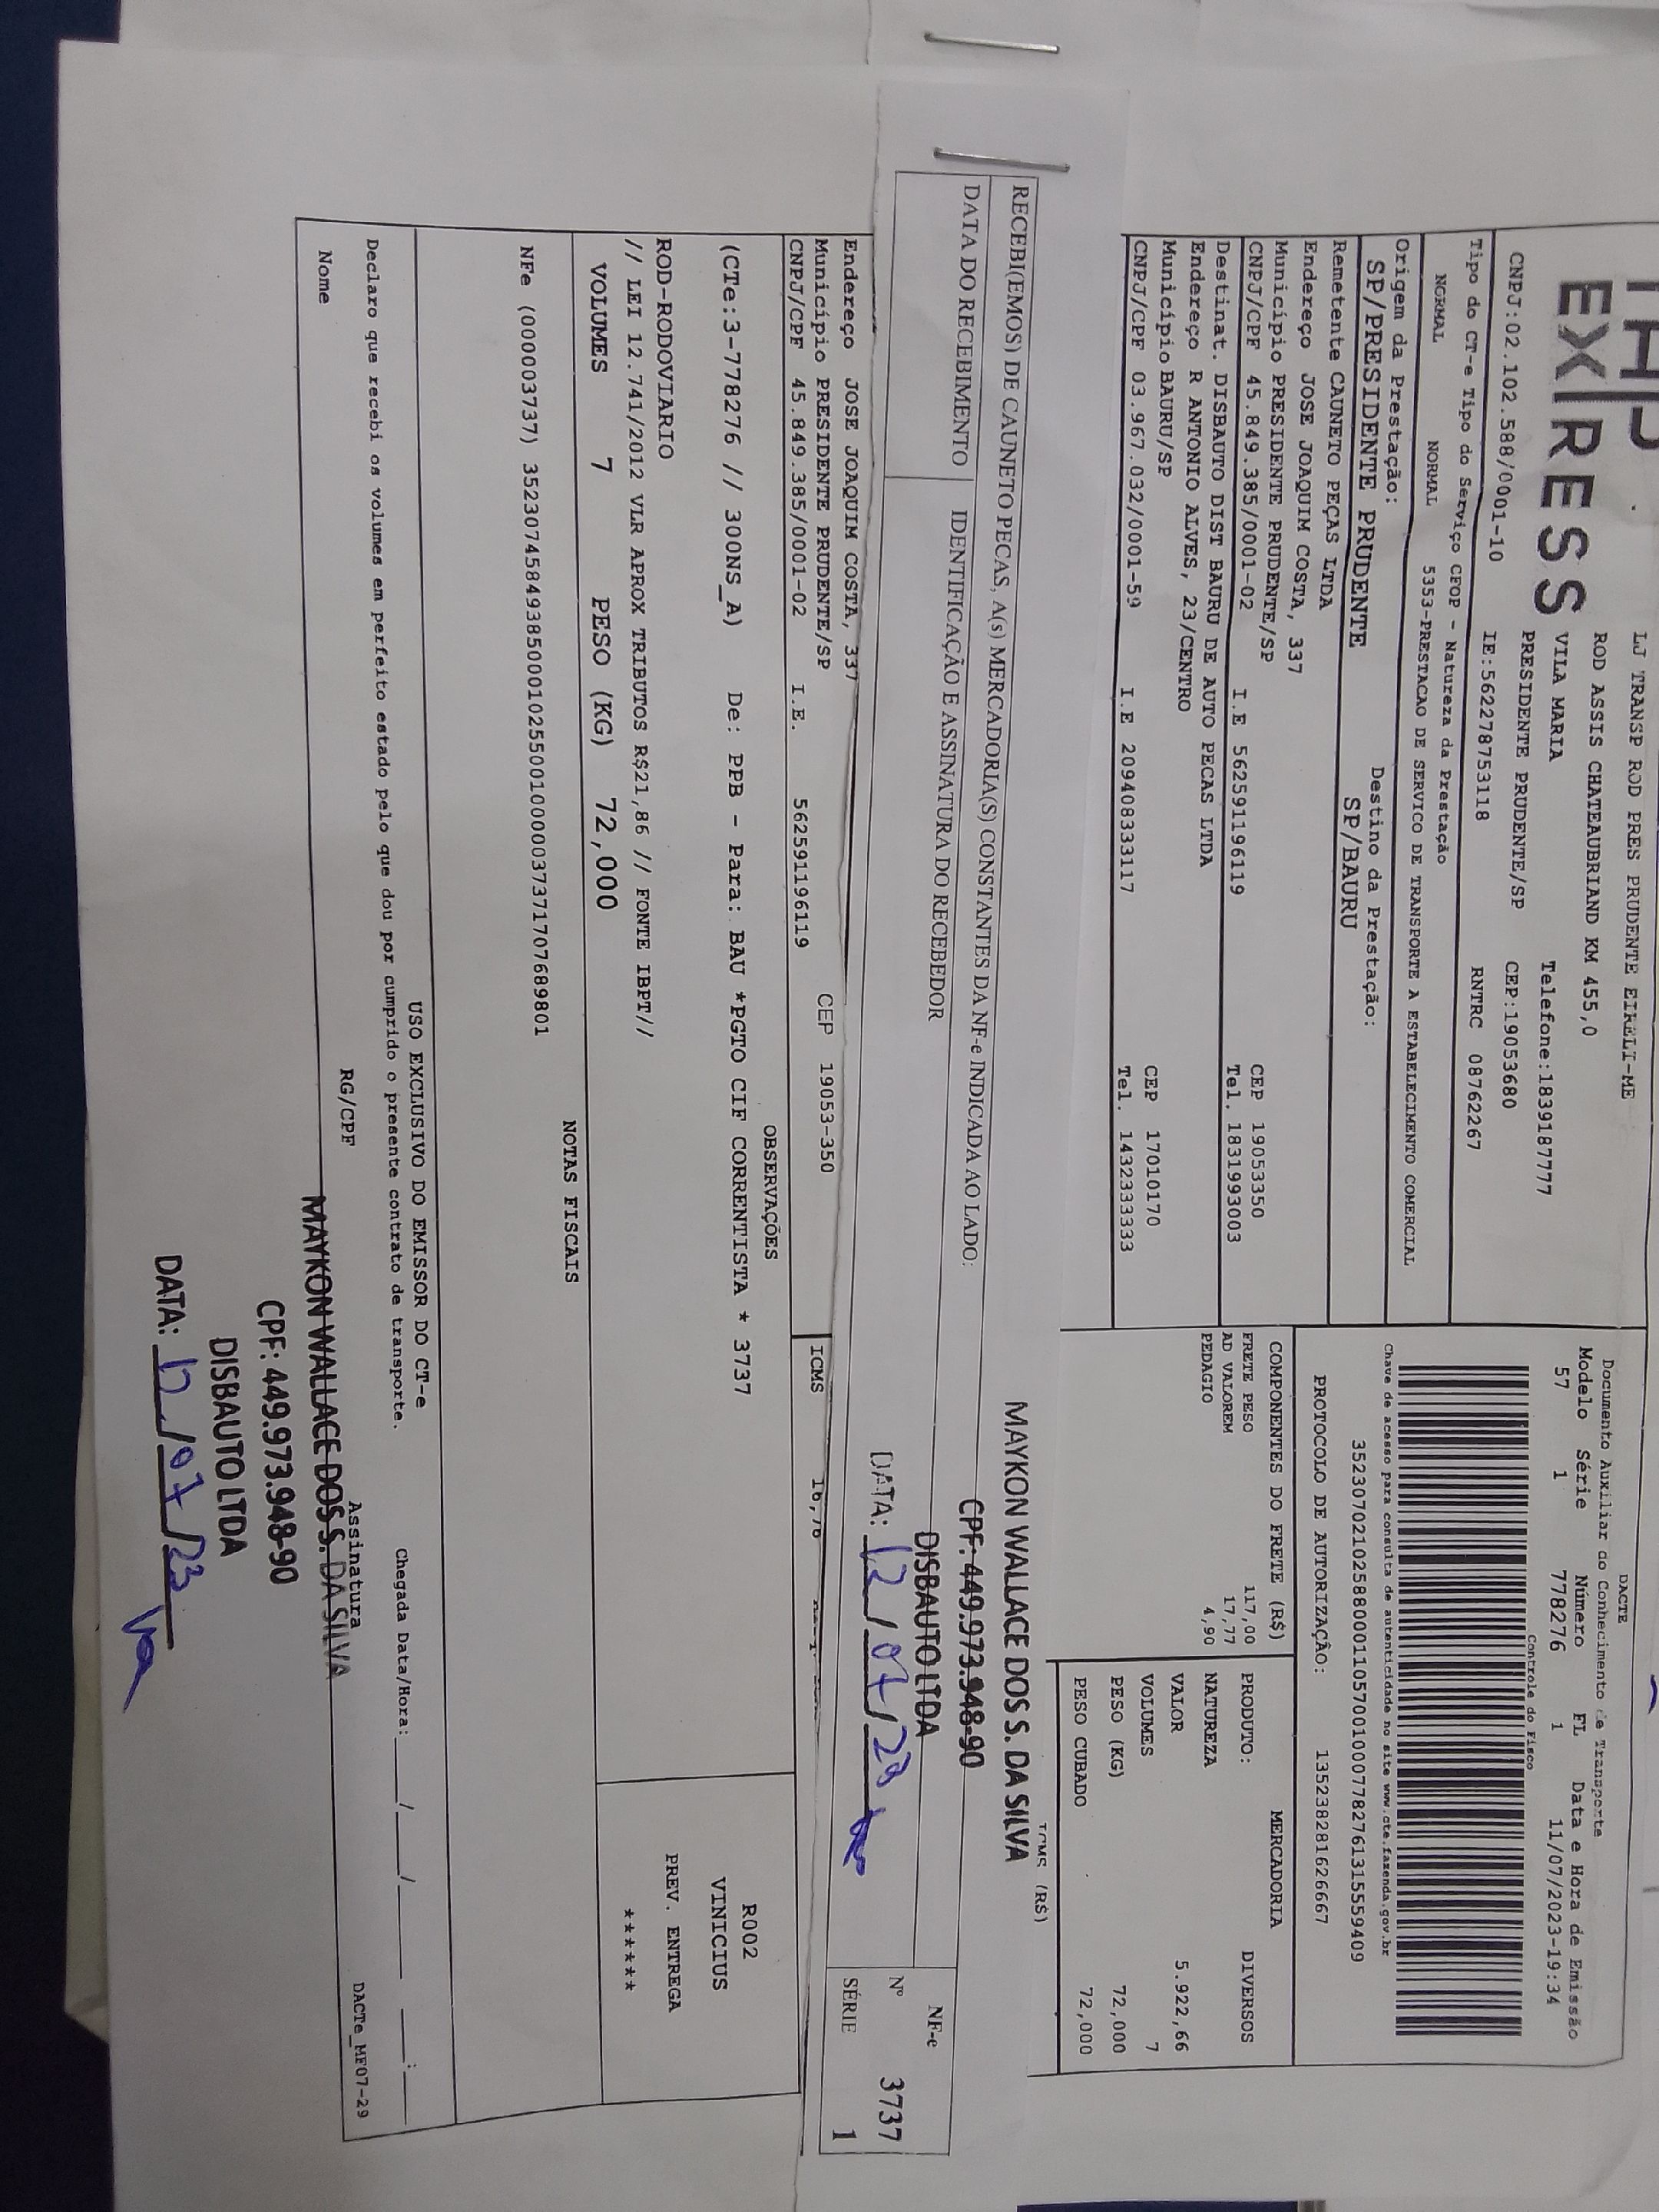 EXPRESS
LJ TRANSP ROD PRES PRUDENTE EIRELI-ME
ROD ASSIS CHATEAUBRIAND KM 455,0
VILA MARIA Telefone:1839187777
PRESIDENTE PRUDENTE/SP CEP:19053680
CNPJ:02.102.588/0001-10 IE:562278753118 RNTRC 08762267
DACTE
Documento Auxiliar do Conhecimento de Transporte
Modelo Série Número FL Data e Hora de Emissão
57 1 778276 1 11/07/2023-19:34
Controle do Fisco
Tipo do CT-e Tipo do Serviço CFOP - Natureza da Prestação
NORMAL NORMAL 5353-PRESTACAO DE SERVICO DE TRANSPORTE A ESTABELECIMENTO COMERCIAL
Chave de acesso para consulta de autenticidade no site www.cte.fazenda.gov.br
35230702102588000110570010007782761315559409
PROTOCOLO DE AUTORIZAÇÃO: 135238281626667
Origem da Prestação: Destino da Prestação:
SP/PRESIDENTE PRUDENTE SP/BAURU
Remetente CAUNETO PEÇAS LTDA
Endereço JOSE JOAQUIM COSTA, 337
Município PRESIDENTE PRUDENTE/SP CEP 19053350
CNPJ/CPF 45.849.385/0001-02 I.E 562591196119 Tel. 18319993003
Destinat. DISBAUTO DIST BAURU DE AUTO PECAS LTDA
Endereço R ANTONIO ALVES, 23/CENTRO
Município BAURU/SP CEP 17010170
CNPJ/CPF 03.967.032/0001-59 I.E 209408333117 Tel. 1432333333
COMPONENTES DO FRETE (R$)
FRETE PESO 117,00
AD VALOREM 17,77
PEDAGIO 4,90
PRODUTO: MERCADORIA
NATUREZA DIVERSOS
VALOR 5.922,66
VOLUMES 7
PESO (KG) 72,000
PESO CUBADO 72,000
ICMS (R$)
RECEBI(EMOS) DE CAUNETO PECAS, A(s) MERCADORIA(S) CONSTANTES DA NF-e INDICADA AO LADO:
DATA DO RECEBIMENTO IDENTIFICAÇÃO E ASSINATURA DO RECEBEDOR
MAYKON WALLACE DOS S. DA SILVA
CPF: 449.973.948-90
DISBAUTO LTDA
DATA: 12/07/23
NF-e
Nº 3737
SÉRIE 1
Endereço JOSE JOAQUIM COSTA, 337
Município PRESIDENTE PRUDENTE/SP CEP 19053-350
CNPJ/CPF 45.849.385/0001-02 I.E. 562591196119
ICMS 16,76
OBSERVAÇÕES
(CTe:3-778276 // 300NS_A) De: PPB - Para: BAU *PGTO CIF CORRENTISTA * 3737
R002
VINICIUS
ROD-RODOVIARIO
// LEI 12.741/2012 VLR APROX TRIBUTOS R$21,86 // FONTE IBPT//
PREV. ENTREGA
******
VOLUMES 7 PESO (KG) 72,000
NOTAS FISCAIS
NFe (000003737) 35230745849385000102550010000037371707689801
USO EXCLUSIVO DO EMISSOR DO CT-e
Declaro que recebi os volumes em perfeito estado pelo que dou por cumprido o presente contrato de transporte. Chegada Data/Hora: ____/____/______ ___:___
Nome RG/CPF Assinatura DACTe_MF07-29
MAYKON WALLACE DOS S. DA SILVA
CPF: 449.973.948-90
DISBAUTO LTDA
DATA: 12/07/23